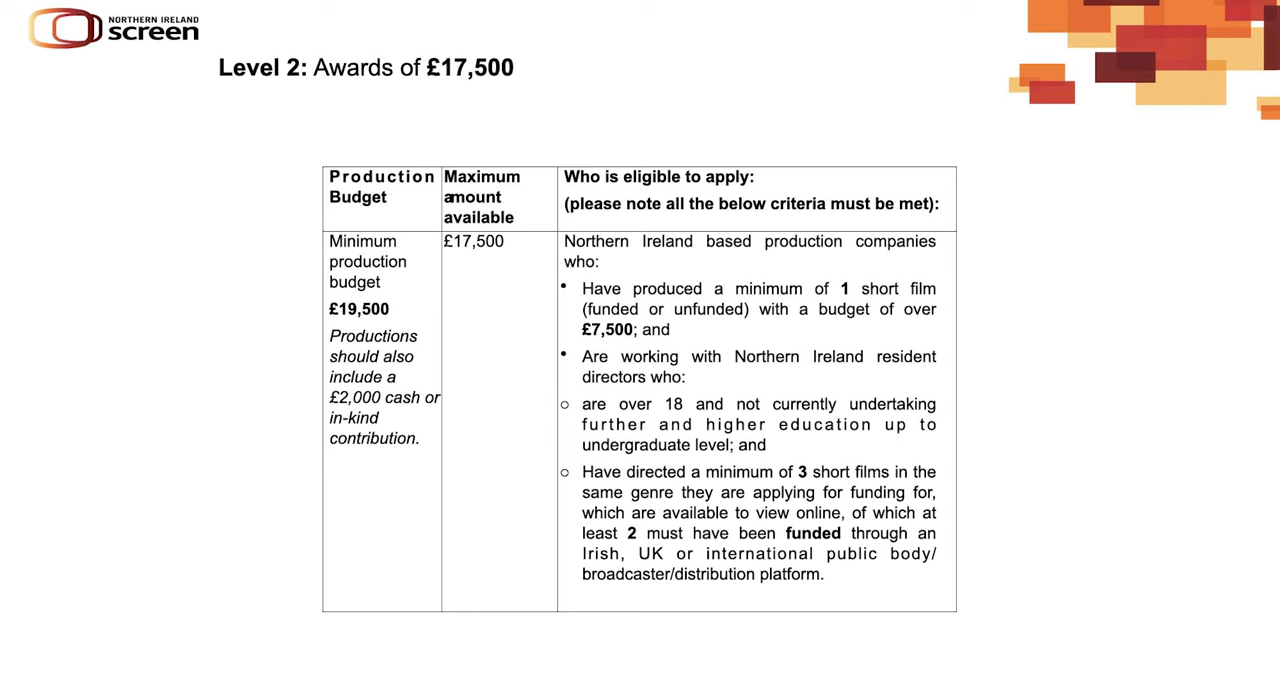 NORTHERN IRELAND
screen
Level 2: Awards of £17,500
Production
Budget
Maximum
amount
available
Who is eligible to apply:
(please note all the below criteria must be met):
Minimum
production
budget
£19,500
Productions
should also
include a
£2,000 cash or
in-kind
contribution.
£17,500
Northern Ireland based production companies
who:
• Have produced a minimum of 1 short film
(funded or unfunded) with a budget of over
£7,500; and
• Are working with Northern Ireland resident
directors who:
○ are over 18 and not currently undertaking
further and higher education up to
undergraduate level; and
○ Have directed a minimum of 3 short films in the
same genre they are applying for funding for,
which are available to view online, of which at
least 2 must have been funded through an
Irish, UK or international public body/
broadcaster/distribution platform.